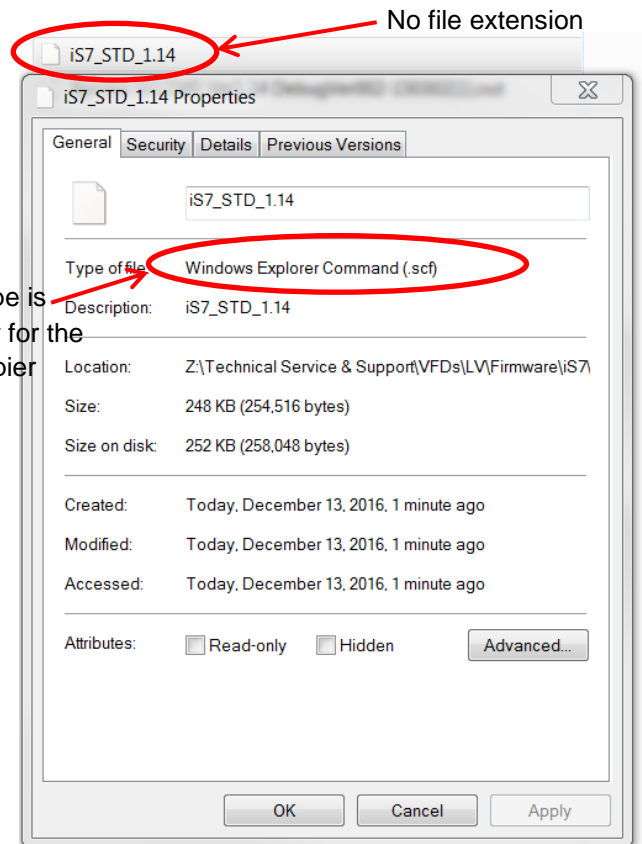 No file extension
iS7_STD_1.14
iS7_STD_1.14 Properties
General Security Details Previous Versions
iS7_STD_1.14
Type of file: Windows Explorer Command (.scf)
is
Description: iS7_STD_1.14
for the
Location: Z:\Technical Service & Support\VFDs\LV\Firmware\iS7\
Size: 248 KB (254,516 bytes)
Size on disk: 252 KB (258,048 bytes)
Created: Today, December 13, 2016, 1 minute ago
Modified: Today, December 13, 2016, 1 minute ago
Accessed: Today, December 13, 2016, 1 minute ago
Attributes: Read-only Hidden Advanced...
OK Cancel Apply